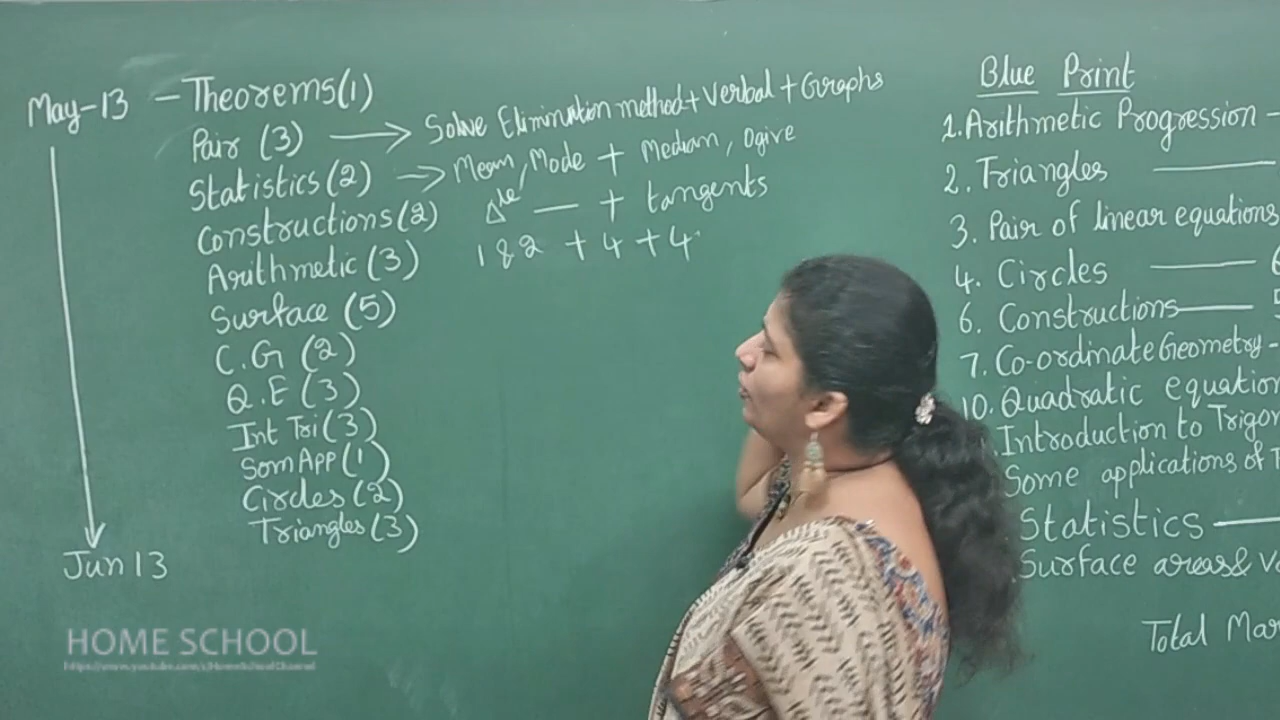 May-13 - Theorems(1)
Pair (3) → Solve Elimination method + Verbal + Graphs
Statistics (2) → Mean, Mode + Median, Ogive
Constructions (2) Δle — + tangents
Arithmetic (3) 1 & 2 + 4 + 4
Surface (5)
C.G (2)
Q.E (3)
Int Tri (3)
Som App (1)
Circles (2)
Triangles (3)
Jun 13
Blue Print
1. Arithmetic Progression -
2. Triangles —
3. Pair of linear equations
4. Circles —
6. Constructions —
7. Co-ordinate Geometry -
10. Quadratic equation
Introduction to Trigon
Some applications of T
Statistics —
Surface areas & Vo
Total Mar
HOME SCHOOL